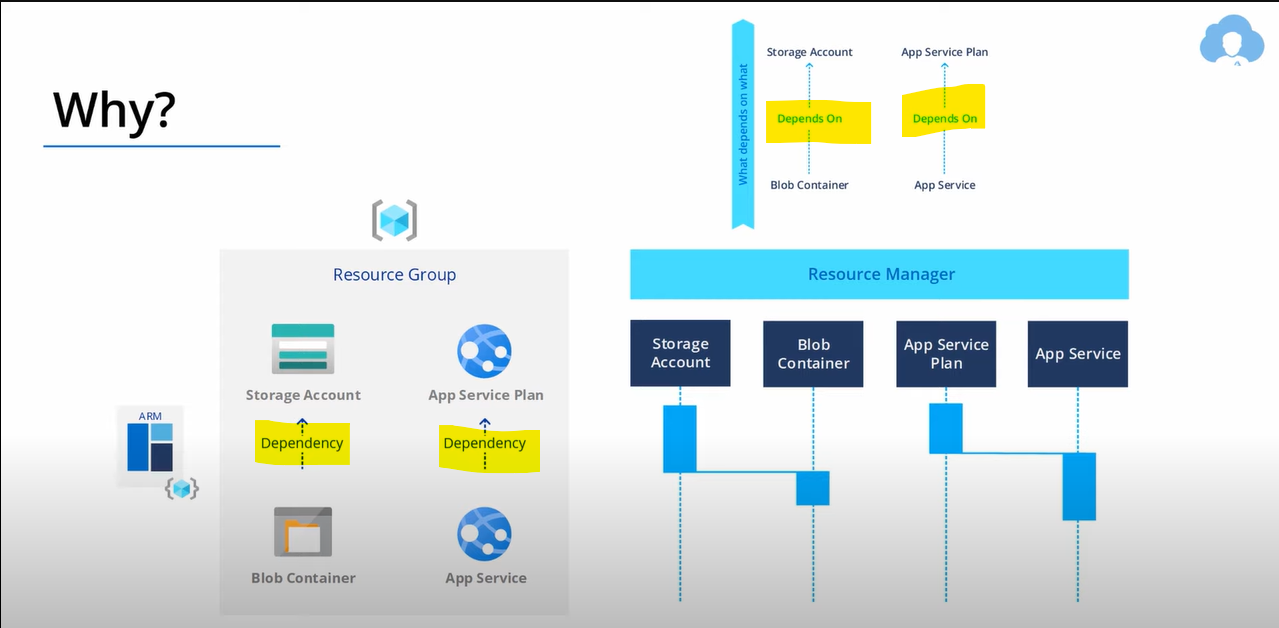 Why?
What depends on what
Storage Account
Depends On
Blob Container
App Service Plan
Depends On
App Service
Resource Group
Storage Account
App Service Plan
Dependency
Dependency
Blob Container
App Service
ARM
Resource Manager
Storage
Account
Blob
Container
App Service
Plan
App Service